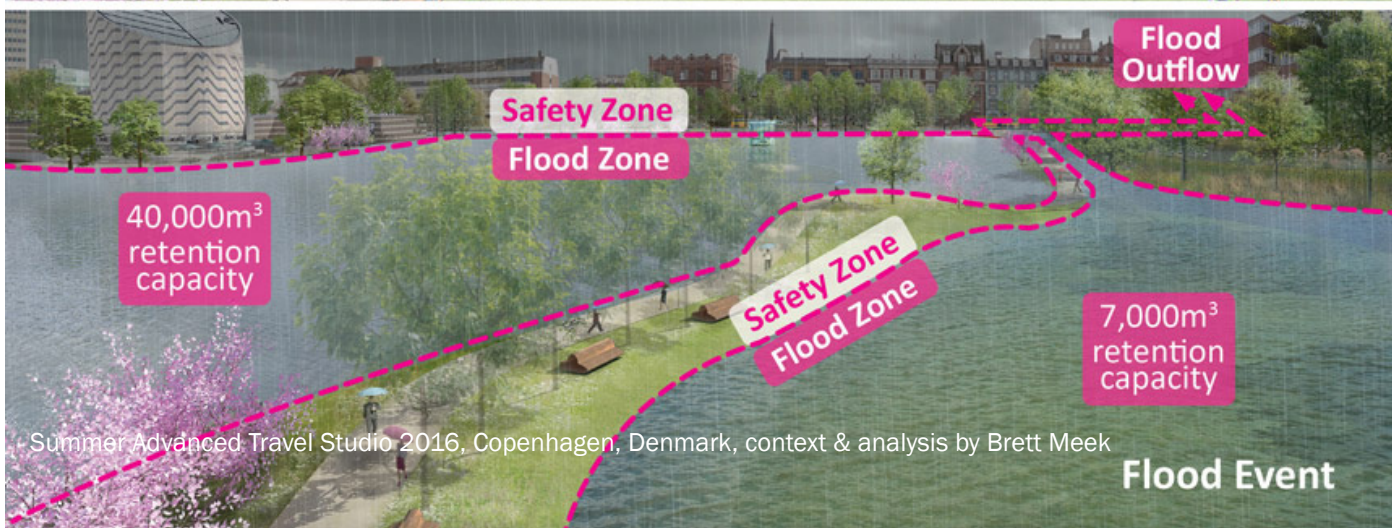 Flood
Outflow
Safety Zone
Flood Zone
40,000m³
retention
capacity
Safety Zone
Flood Zone
7,000m³
retention
capacity
Summer Advanced Travel Studio 2016, Copenhagen, Denmark, context & analysis by Brett Meek
Flood Event